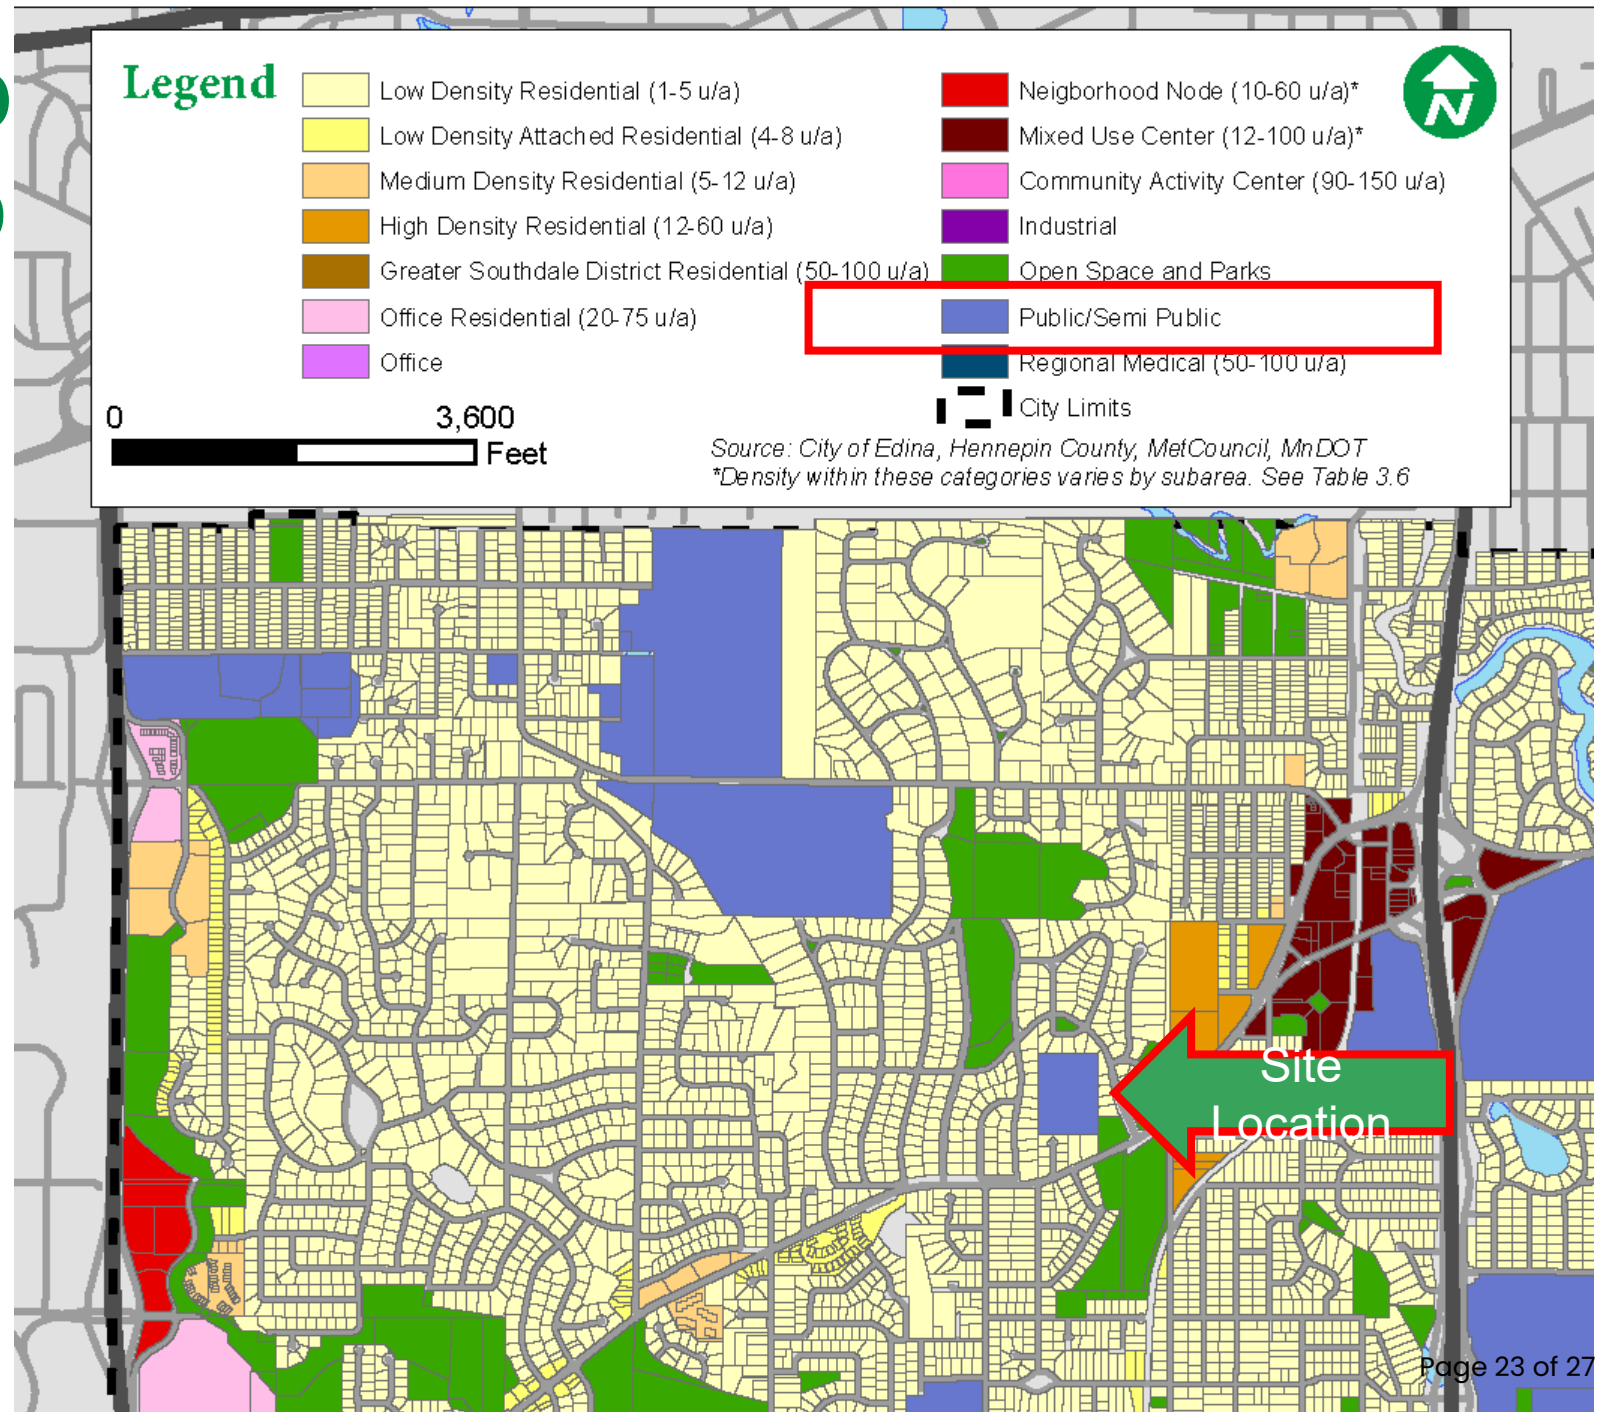 Legend
Low Density Residential (1-5 u/a)
Low Density Attached Residential (4-8 u/a)
Medium Density Residential (5-12 u/a)
High Density Residential (12-60 u/a)
Greater Southdale District Residential (50-100 u/a)
Office Residential (20-75 u/a)
Office
Neigborhood Node (10-60 u/a)*
Mixed Use Center (12-100 u/a)*
Community Activity Center (90-150 u/a)
Industrial
Open Space and Parks
Public/Semi Public
Regional Medical (50-100 u/a)
City Limits
N
0 3,600
Feet
Source: City of Edina, Hennepin County, MetCouncil, MnDOT
*Density within these categories varies by subarea. See Table 3.6
Site
Location
Page 23 of 27